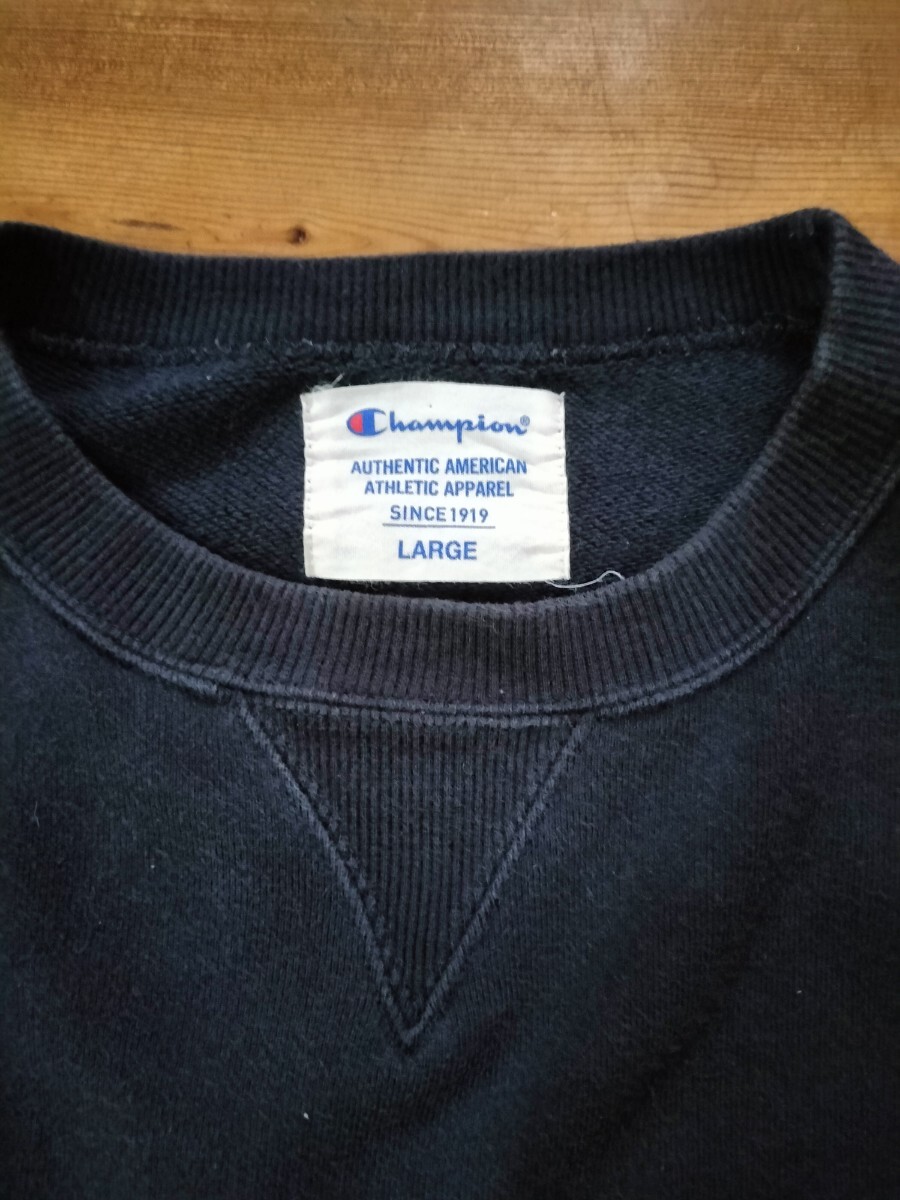 Champion®
AUTHENTIC AMERICAN
ATHLETIC APPAREL
SINCE 1919
LARGE